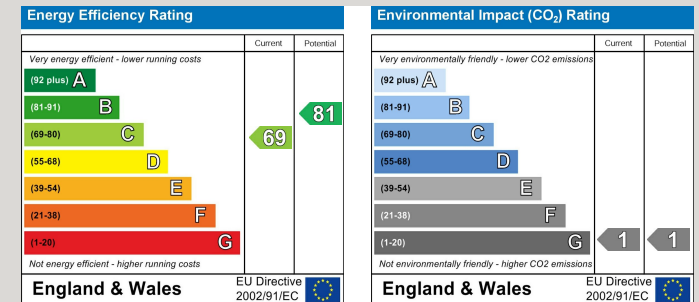 Energy Efficiency Rating
Current Potential
Very energy efficient - lower running costs
(92 plus) A
(81-91) B
81
(69-80) C
69
(55-68) D
(39-54) E
(21-38) F
(1-20) G
Not energy efficient - higher running costs
England & Wales
EU Directive
2002/91/EC
Environmental Impact (CO₂) Rating
Current Potential
Very environmentally friendly - lower CO2 emissions
(92 plus) A
(81-91) B
(69-80) C
(55-68) D
(39-54) E
(21-38) F
(1-20) G
1 1
Not environmentally friendly - higher CO2 emissions
England & Wales
EU Directive
2002/91/EC